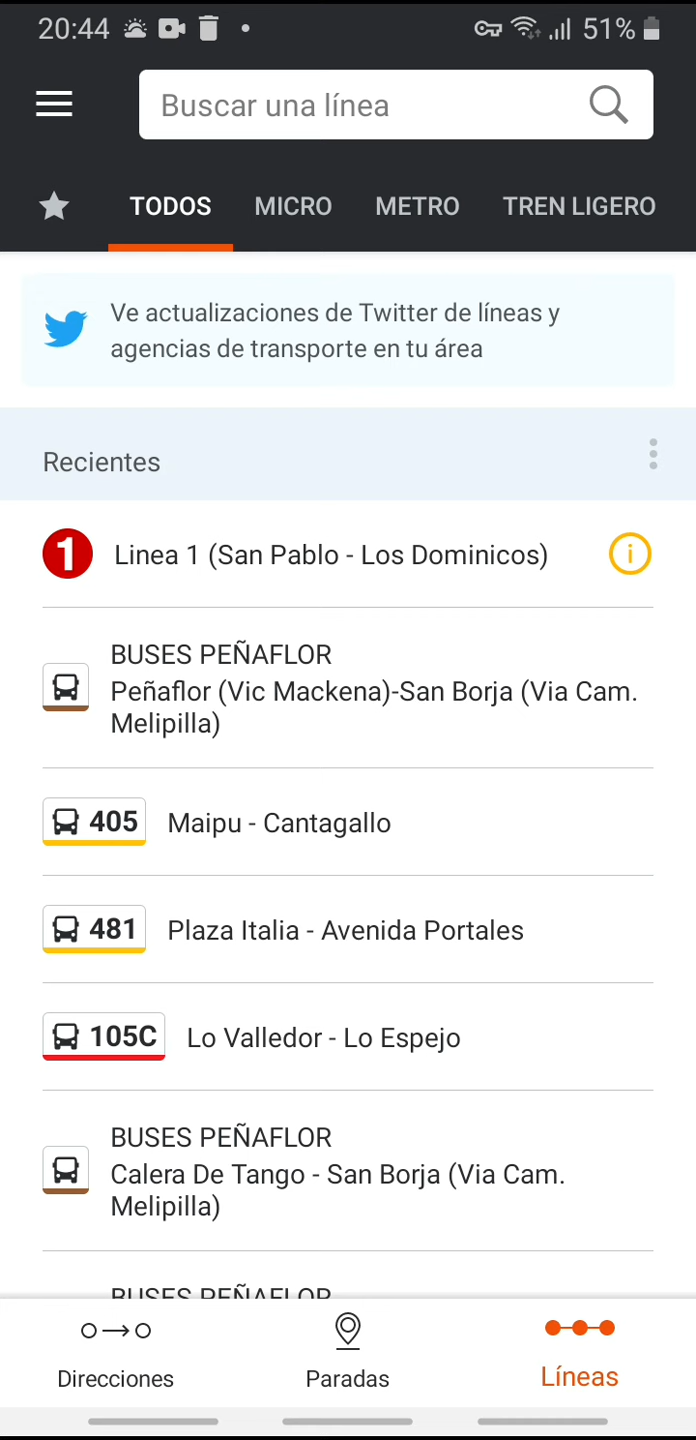 20:44
51%
Buscar una línea
TODOS
MICRO
METRO
TREN LIGERO
Ve actualizaciones de Twitter de líneas y
agencias de transporte en tu área
Recientes
1 Linea 1 (San Pablo - Los Dominicos)
BUSES PEÑAFLOR
Peñaflor (Vic Mackena)-San Borja (Via Cam.
Melipilla)
405 Maipu - Cantagallo
481 Plaza Italia - Avenida Portales
105C Lo Valledor - Lo Espejo
BUSES PEÑAFLOR
Calera De Tango - San Borja (Via Cam.
Melipilla)
BUSES PEÑAFLOR
Direcciones
Paradas
Líneas